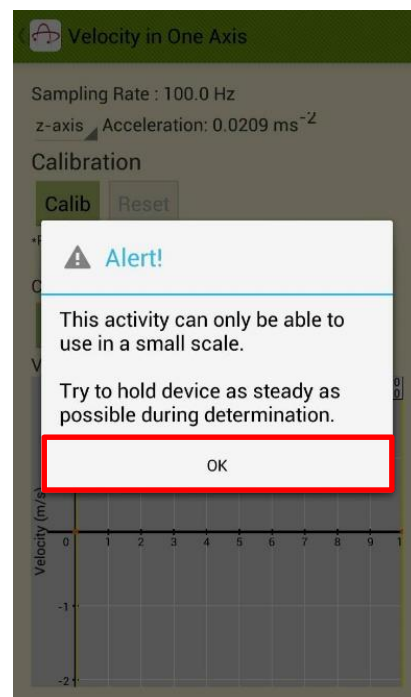 Velocity in One Axis
Sampling Rate : 100.0 Hz
z-axis Acceleration: 0.0209 ms⁻²
Calibration
Calib Reset
Alert!
This activity can only be able to
use in a small scale.
Try to hold device as steady as
possible during determination.
OK
Velocity (m/s)
0 1 2 3 4 5 6 7 8 9 1
-1
-2